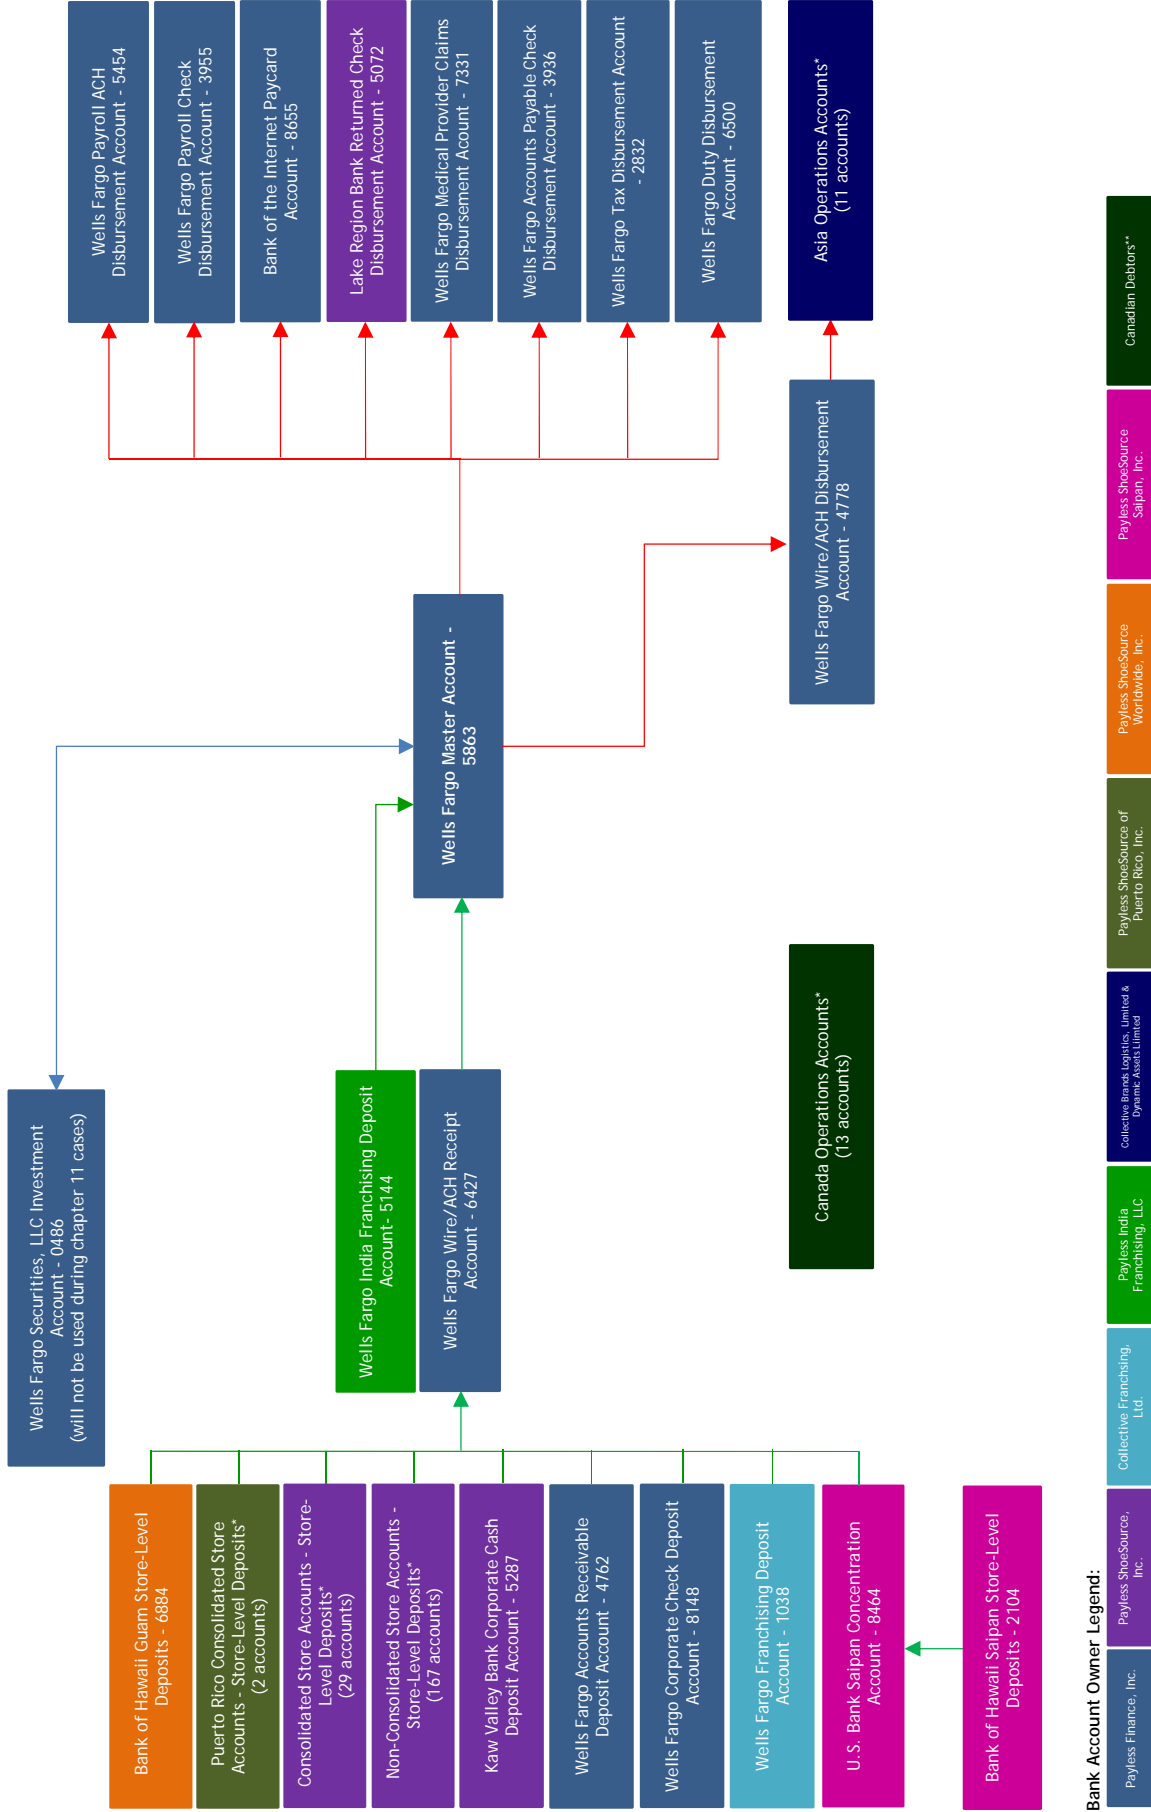 Wells Fargo Securities, LLC Investment
Account - 0486
(will not be used during chapter 11 cases)
Bank of Hawaii Guam Store-Level
Deposits - 6884
Puerto Rico Consolidated Store
Accounts - Store-Level Deposits*
(2 accounts)
Consolidated Store Accounts - Store-
Level Deposits*
(29 accounts)
Non-Consolidated Store Accounts -
Store-Level Deposits*
(167 accounts)
Kaw Valley Bank Corporate Cash
Deposit Account - 5287
Wells Fargo Accounts Receivable
Deposit Account - 4762
Wells Fargo Corporate Check Deposit
Account - 8148
Wells Fargo Franchising Deposit
Account - 1038
U.S. Bank Saipan Concentration
Account - 8464
Bank of Hawaii Saipan Store-Level
Deposits - 2104
Wells Fargo India Franchising Deposit
Account- 5144
Wells Fargo Wire/ACH Receipt
Account - 6427
Canada Operations Accounts*
(13 accounts)
Wells Fargo Master Account -
5863
Wells Fargo Wire/ACH Disbursement
Account - 4778
Wells Fargo Payroll ACH
Disbursement Account - 5454
Wells Fargo Payroll Check
Disbursement Account - 3955
Bank of the Internet Paycard
Account - 8655
Lake Region Bank Returned Check
Disbursement Account - 5072
Wells Fargo Medical Provider Claims
Disbursement Account - 7331
Wells Fargo Accounts Payable Check
Disbursement Account - 3936
Wells Fargo Tax Disbursement Account
- 2832
Wells Fargo Duty Disbursement
Account - 6500
Asia Operations Accounts*
(11 accounts)
Bank Account Owner Legend:
Payless Finance, Inc.
Payless ShoeSource,
Inc.
Collective Franchsing,
Ltd.
Payless India
Franchising, LLC
Collective Brands Logistics, Limited &
Dynamic Assets Liimted
Payless ShoeSource of
Puerto Rico, Inc.
Payless ShoeSource
Worldwide, Inc.
Payless ShoeSource
Saipan, Inc.
Canadian Debtors**